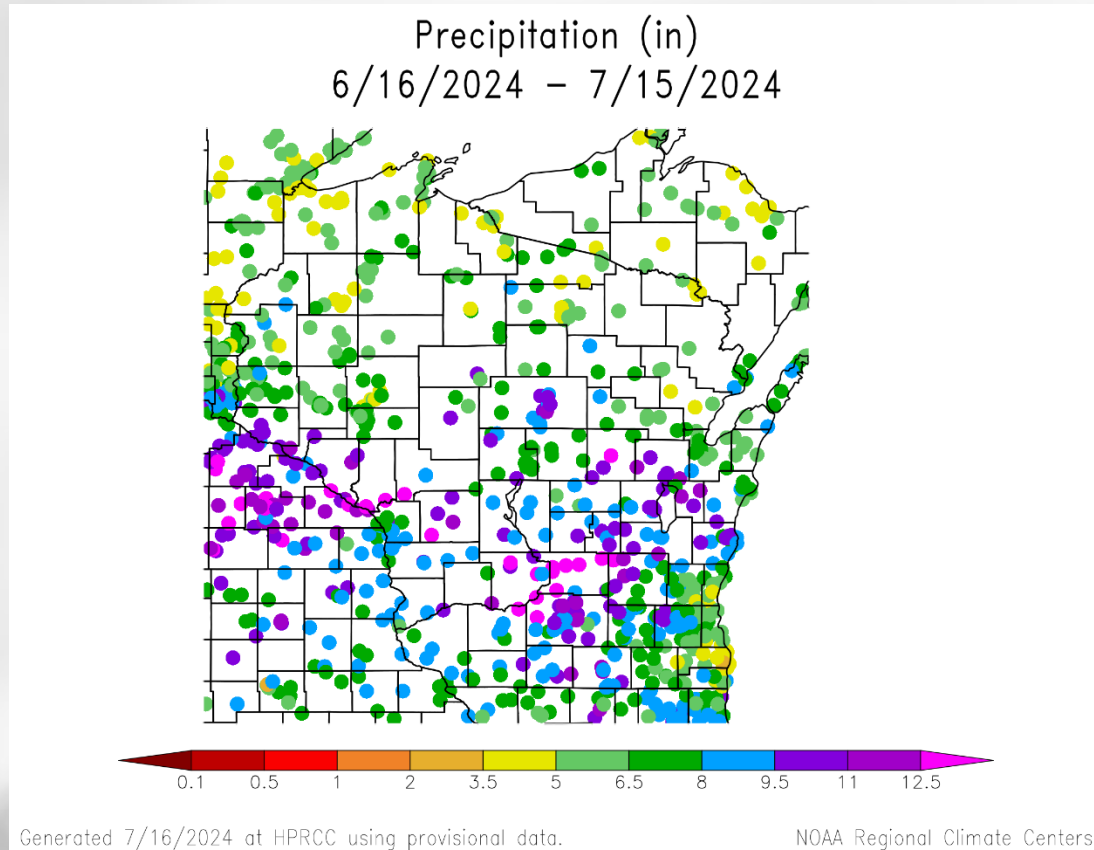 Precipitation (in)
6/16/2024 – 7/15/2024
0.1 0.5 1 2 3.5 5 6.5 8 9.5 11 12.5
Generated 7/16/2024 at HPRCC using provisional data. NOAA Regional Climate Centers